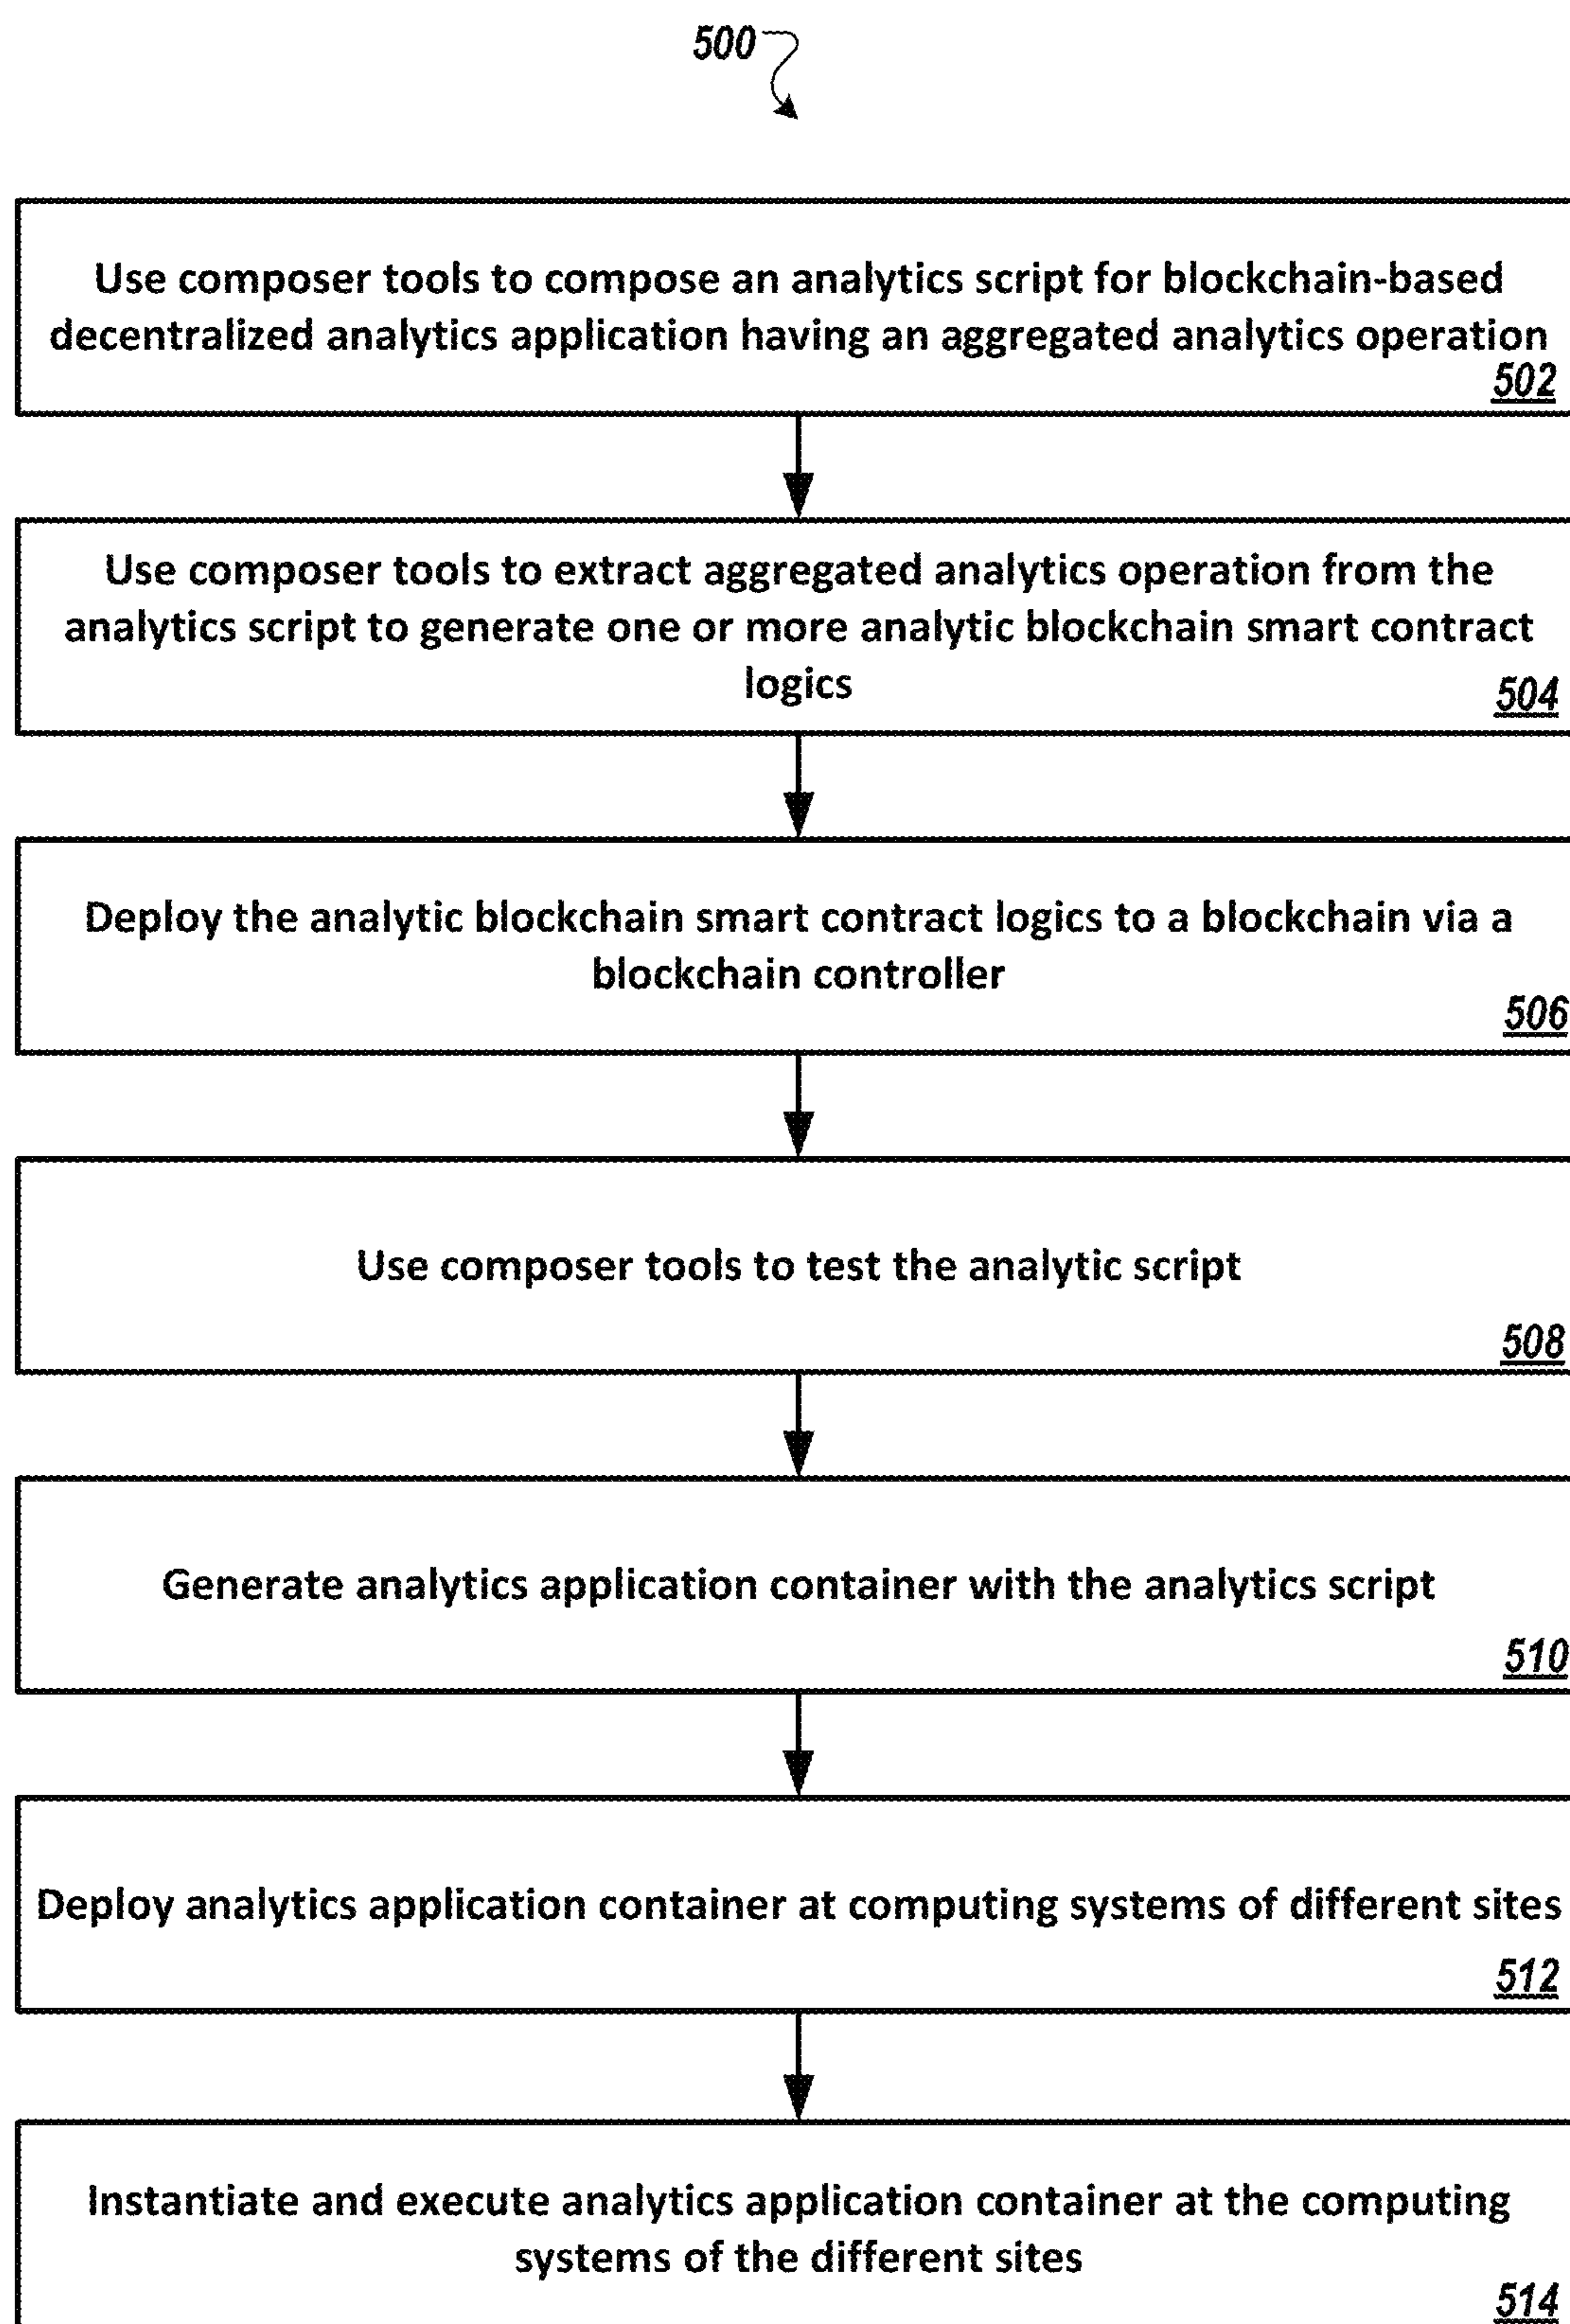 500
Use composer tools to compose an analytics script for blockchain-based
decentralized analytics application having an aggregated analytics operation
502
Use composer tools to extract aggregated analytics operation from the
analytics script to generate one or more analytic blockchain smart contract
logics
504
Deploy the analytic blockchain smart contract logics to a blockchain via a
blockchain controller
506
Use composer tools to test the analytic script
508
Generate analytics application container with the analytics script
510
Deploy analytics application container at computing systems of different sites
512
Instantiate and execute analytics application container at the computing
systems of the different sites
514